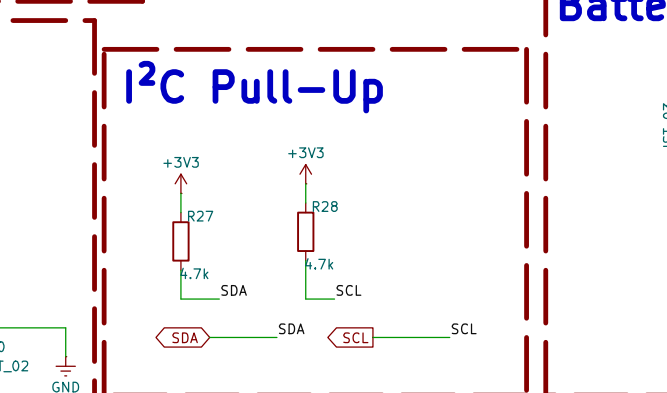 Batte
I²C Pull-Up
+3V3
+3V3
R27
R28
4.7k
4.7k
SDA
SCL
SDA
SDA
SCL
SCL
T_02
GND